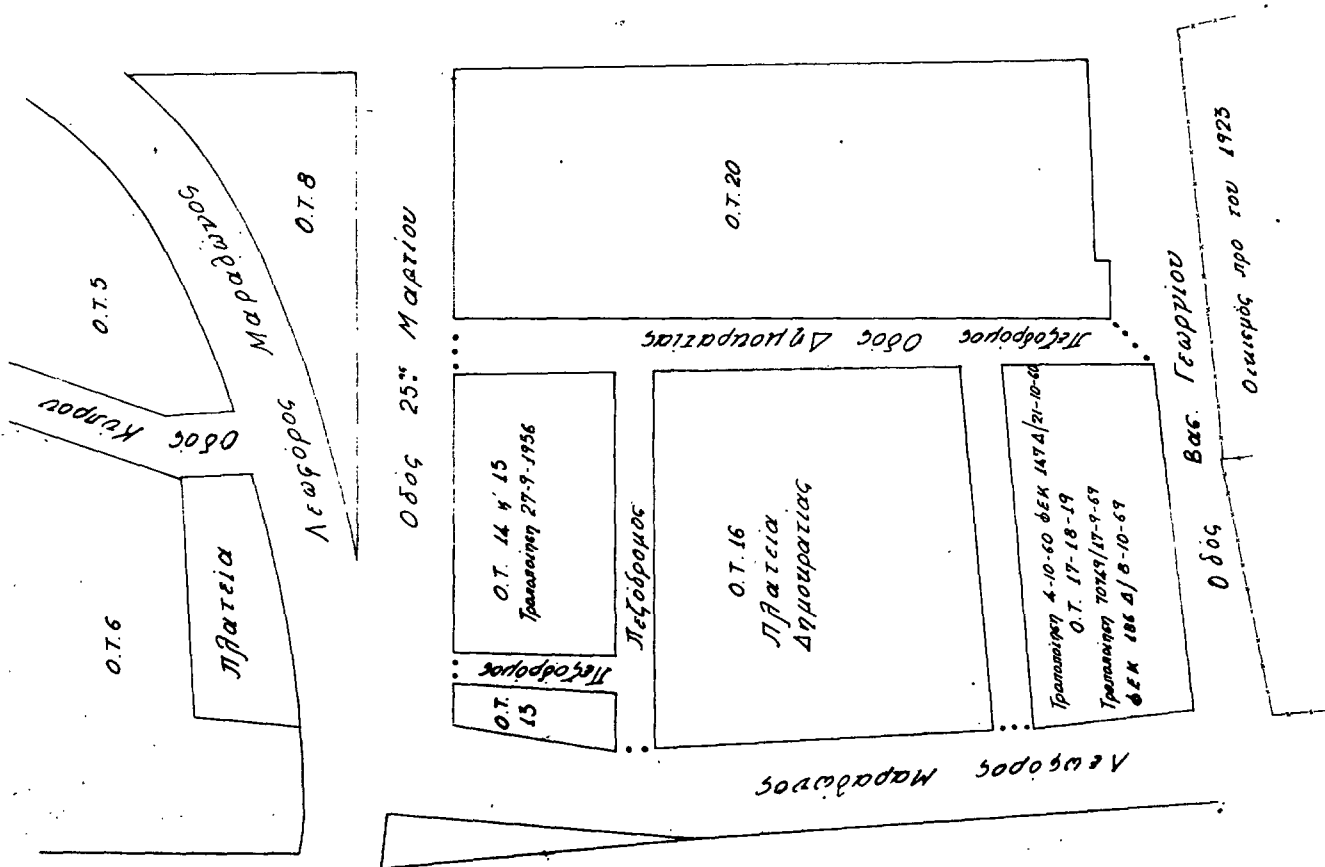 Ο.Τ.5
Λεωφόρος Μαραθώνος
Οδός Κύπρου
Ο.Τ.8
Ο.Τ.6
Πλατεία
Οδός 25ης Μαρτίου
Ο.Τ.20
Πεζόδρομος Οδός Δημοκρατίας
Ο.Τ. 14 κ' 15
Τροποποίηση 27-9-1956
Πεζόδρομος
Πεζόδρομος
Ο.Τ.
13
Ο.Τ.16
Πλατεία
Δημοκρατίας
Τροποποίηση 4-10-60 ΦΕΚ 147Δ/21-10-60
Ο.Τ. 17-18-19
Τροποποίηση 70769/17-9-69
ΦΕΚ 186 Δ/8-10-69
Οδός Βας. Γεωργίου
Οικισμός προ του 1923
Λεωφόρος Μαραθώνος